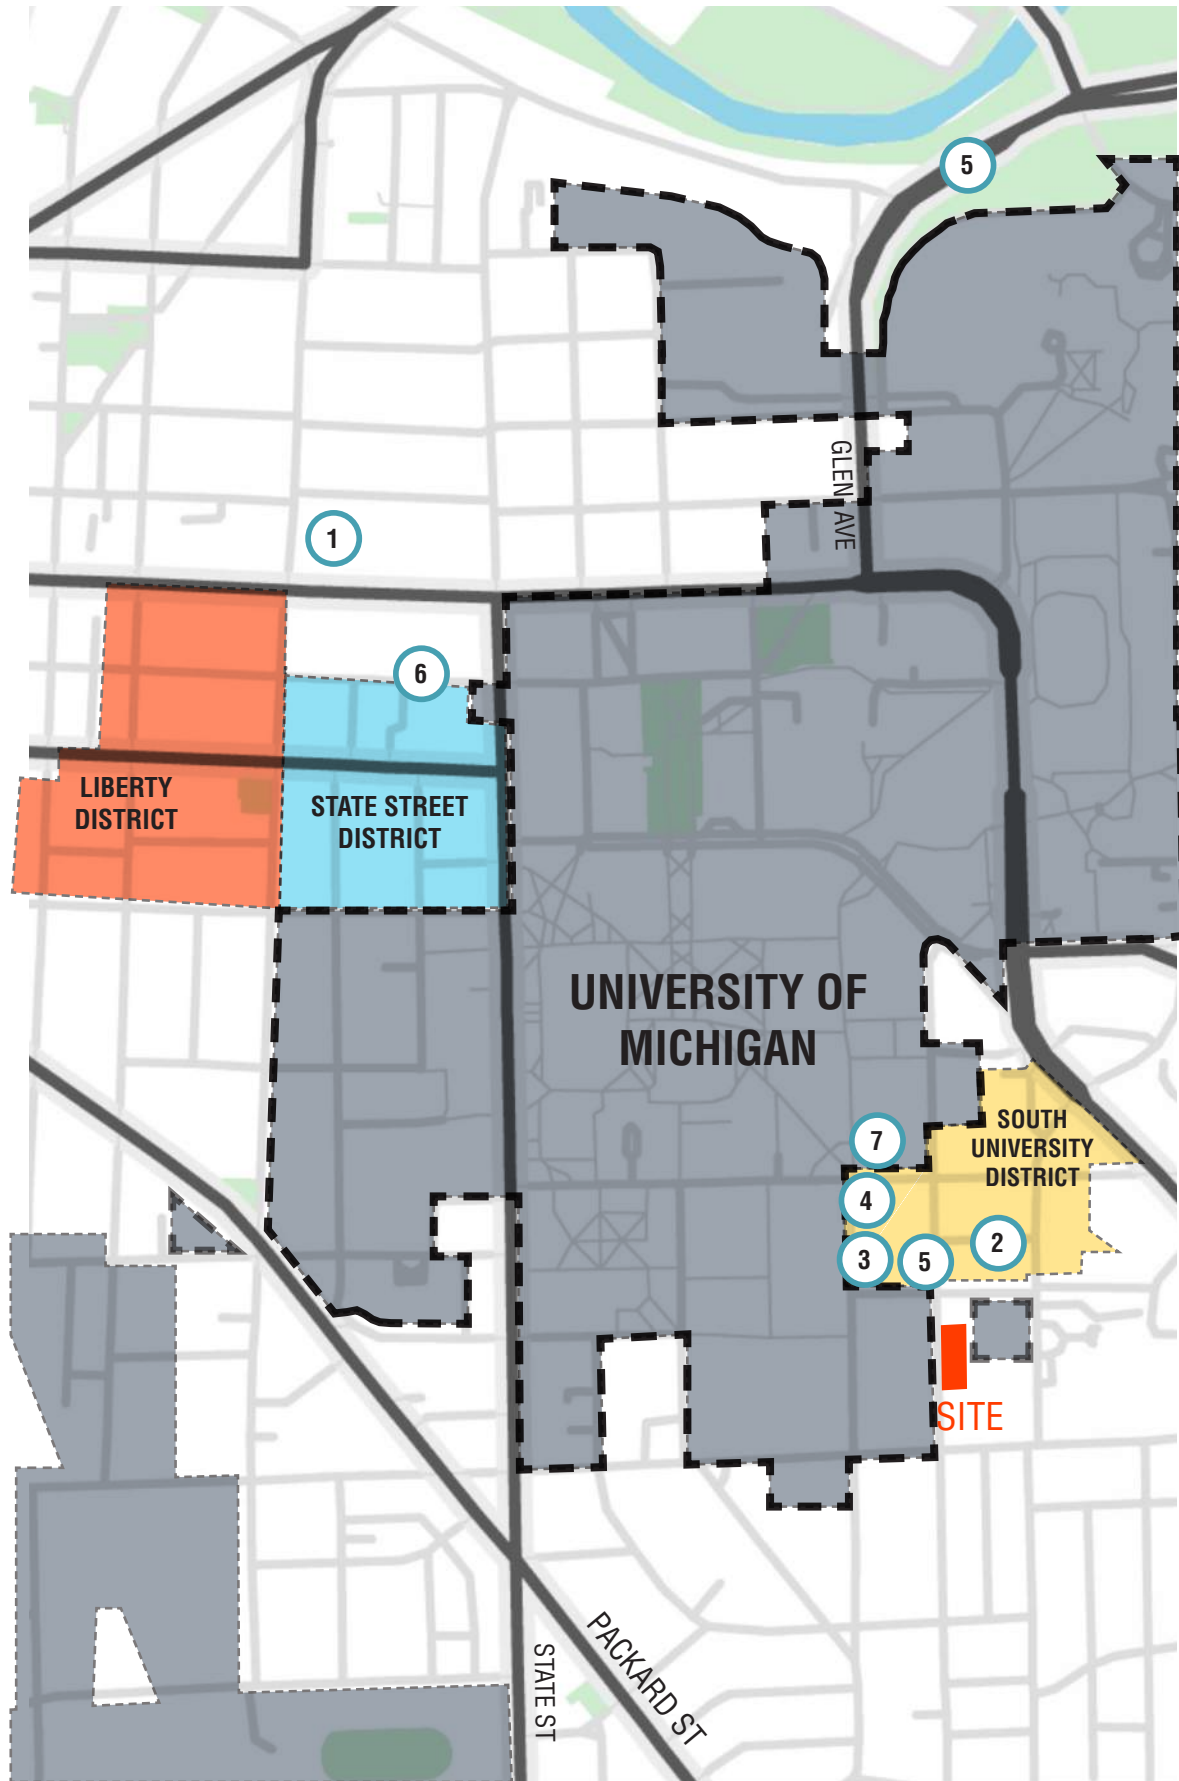 5
GLEN AVE
1
6
LIBERTY
DISTRICT
STATE STREET
DISTRICT
UNIVERSITY OF
MICHIGAN
7
SOUTH
UNIVERSITY
DISTRICT
4
3
5
2
SITE
STATE ST
PACKARD ST